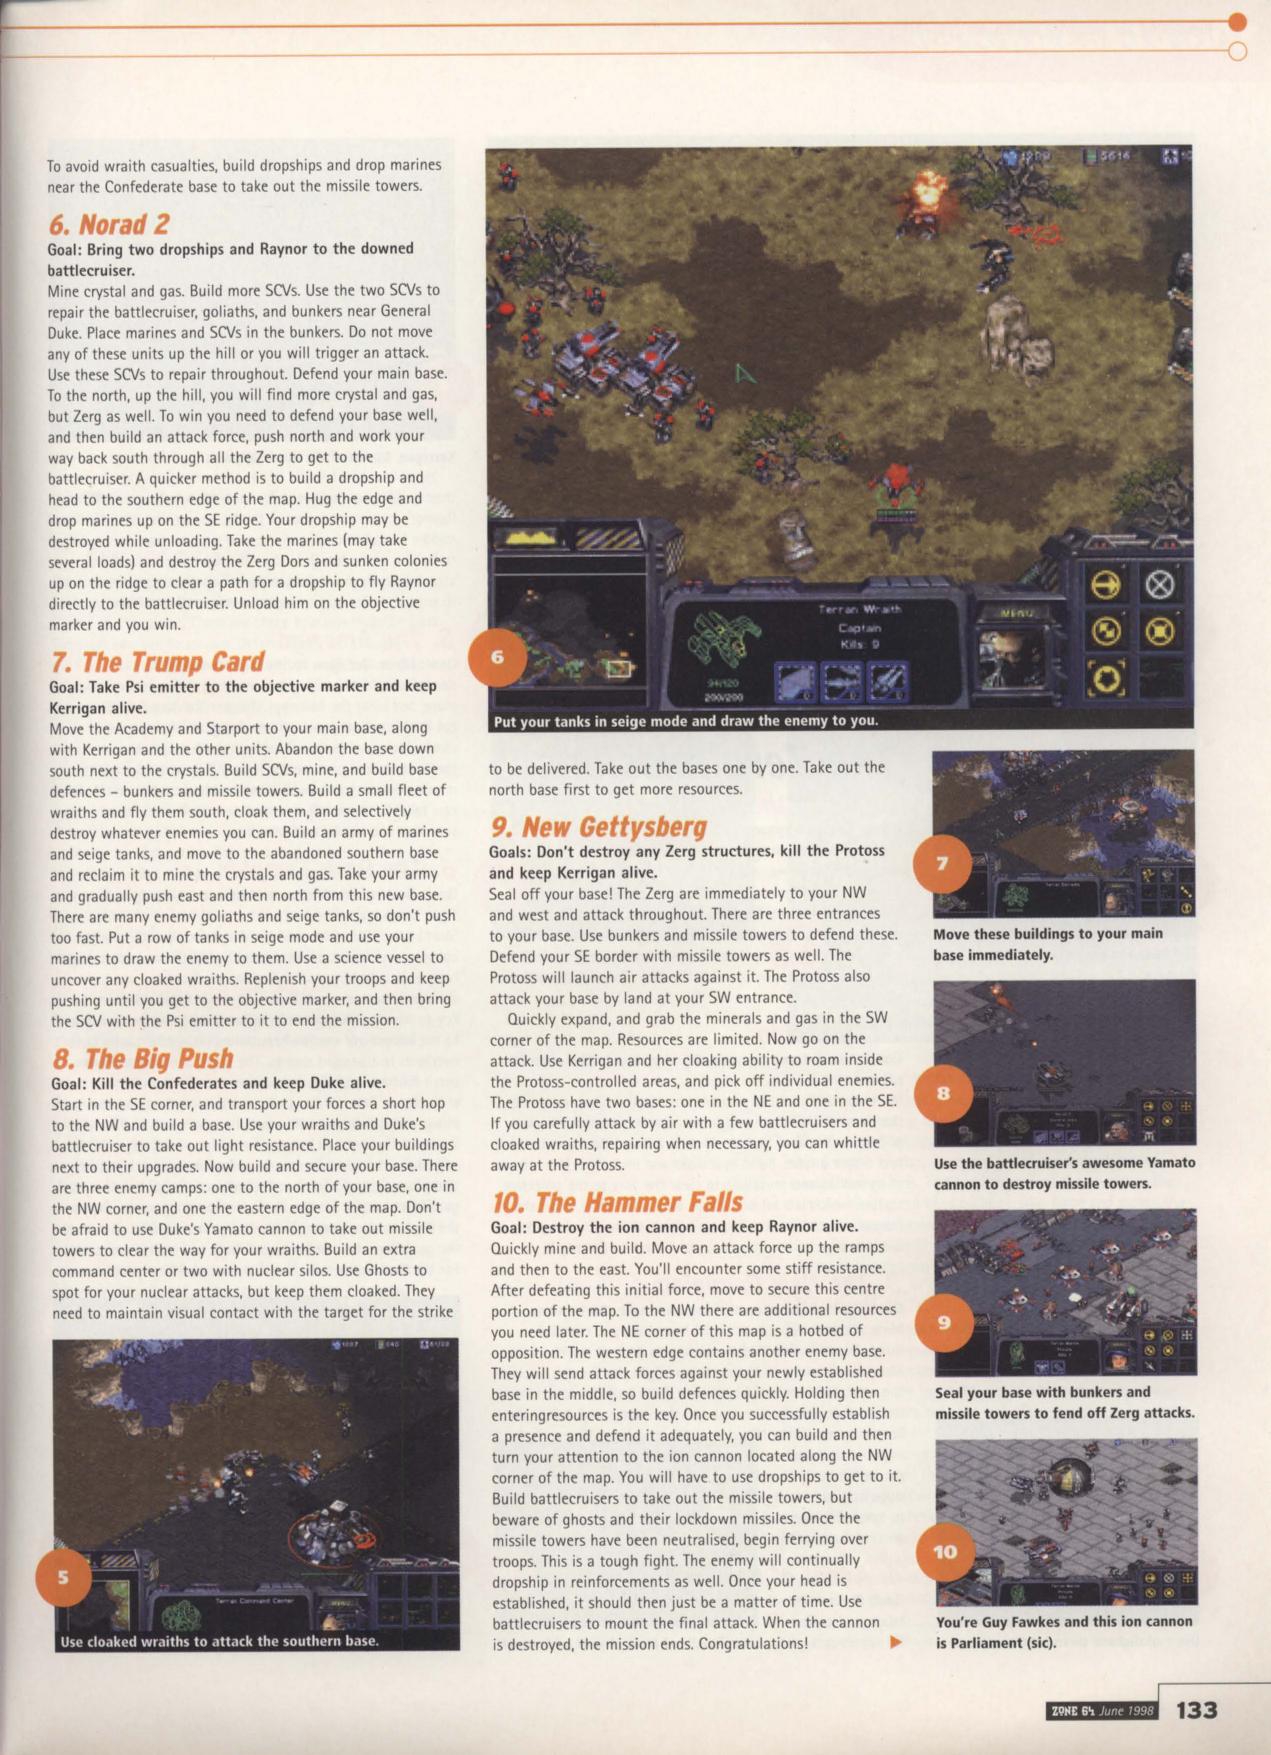 To avoid wraith casualties, build dropships and drop marines
near the Confederate base to take out the missile towers.
6. Norad 2
Goal: Bring two dropships and Raynor to the downed
battlecruiser.
Mine crystal and gas. Build more SCVs. Use the two SCVs to
repair the battlecruiser, goliaths, and bunkers near General
Duke. Place marines and SCVs in the bunkers. Do not move
any of these units up the hill or you will trigger an attack.
Use these SCVs to repair throughout. Defend your main base.
To the north, up the hill, you will find more crystal and gas,
but Zerg as well. To win you need to defend your base well,
and then build an attack force, push north and work your
way back south through all the Zerg to get to the
battlecruiser. A quicker method is to build a dropship and
head to the southern edge of the map. Hug the edge and
drop marines up on the SE ridge. Your dropship may be
destroyed while unloading. Take the marines (may take
several loads) and destroy the Zerg Dors and sunken colonies
up on the ridge to clear a path for a dropship to fly Raynor
directly to the battlecruiser. Unload him on the objective
marker and you win.
7. The Trump Card
Goal: Take Psi emitter to the objective marker and keep
Kerrigan alive.
Move the Academy and Starport to your main base, along
with Kerrigan and the other units. Abandon the base down
south next to the crystals. Build SCVs, mine, and build base
defences – bunkers and missile towers. Build a small fleet of
wraiths and fly them south, cloak them, and selectively
destroy whatever enemies you can. Build an army of marines
and seige tanks, and move to the abandoned southern base
and reclaim it to mine the crystals and gas. Take your army
and gradually push east and then north from this new base.
There are many enemy goliaths and seige tanks, so don't push
too fast. Put a row of tanks in seige mode and use your
marines to draw the enemy to them. Use a science vessel to
uncover any cloaked wraiths. Replenish your troops and keep
pushing until you get to the objective marker, and then bring
the SCV with the Psi emitter to it to end the mission.
8. The Big Push
Goal: Kill the Confederates and keep Duke alive.
Start in the SE corner, and transport your forces a short hop
to the NW and build a base. Use your wraiths and Duke's
battlecruiser to take out light resistance. Place your buildings
next to their upgrades. Now build and secure your base. There
are three enemy camps: one to the north of your base, one in
the NW corner, and one the eastern edge of the map. Don't
be afraid to use Duke's Yamato cannon to take out missile
towers to clear the way for your wraiths. Build an extra
command center or two with nuclear silos. Use Ghosts to
spot for your nuclear attacks, but keep them cloaked. They
need to maintain visual contact with the target for the strike
Terran Command Center
5
Use cloaked wraiths to attack the southern base.
Terran Wraith
Captain
Kills: 9
MENU
94/120
200/200
6
Put your tanks in seige mode and draw the enemy to you.
to be delivered. Take out the bases one by one. Take out the
north base first to get more resources.
9. New Gettysberg
Goals: Don't destroy any Zerg structures, kill the Protoss
and keep Kerrigan alive.
Seal off your base! The Zerg are immediately to your NW
and west and attack throughout. There are three entrances
to your base. Use bunkers and missile towers to defend these.
Defend your SE border with missile towers as well. The
Protoss will launch air attacks against it. The Protoss also
attack your base by land at your SW entrance.
Quickly expand, and grab the minerals and gas in the SW
corner of the map. Resources are limited. Now go on the
attack. Use Kerrigan and her cloaking ability to roam inside
the Protoss-controlled areas, and pick off individual enemies.
The Protoss have two bases: one in the NE and one in the SE.
If you carefully attack by air with a few battlecruisers and
cloaked wraiths, repairing when necessary, you can whittle
away at the Protoss.
10. The Hammer Falls
Goal: Destroy the ion cannon and keep Raynor alive.
Quickly mine and build. Move an attack force up the ramps
and then to the east. You'll encounter some stiff resistance.
After defeating this initial force, move to secure this centre
portion of the map. To the NW there are additional resources
you need later. The NE corner of this map is a hotbed of
opposition. The western edge contains another enemy base.
They will send attack forces against your newly established
base in the middle, so build defences quickly. Holding then
enteringresources is the key. Once you successfully establish
a presence and defend it adequately, you can build and then
turn your attention to the ion cannon located along the NW
corner of the map. You will have to use dropships to get to it.
Build battlecruisers to take out the missile towers, but
beware of ghosts and their lockdown missiles. Once the
missile towers have been neutralised, begin ferrying over
troops. This is a tough fight. The enemy will continually
dropship in reinforcements as well. Once your head is
established, it should then just be a matter of time. Use
battlecruisers to mount the final attack. When the cannon
is destroyed, the mission ends. Congratulations!
7
Move these buildings to your main
base immediately.
8
Use the battlecruiser's awesome Yamato
cannon to destroy missile towers.
9
Seal your base with bunkers and
missile towers to fend off Zerg attacks.
10
You're Guy Fawkes and this ion cannon
is Parliament (sic).
ZONE 64 June 1998 133